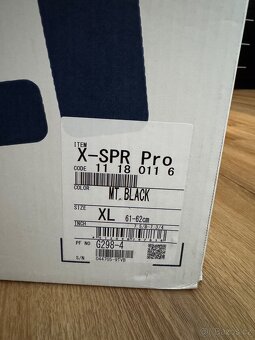 ITEM
X-SPR Pro
CODE 11 18 011 6
COLOR
MT.BLACK
SIZE
XL 61-62cm
INCH
PF NO G298-4
S/N